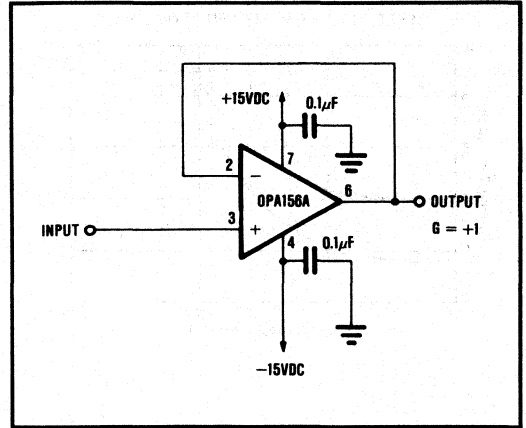 +15VDC
0.1μF
7
2
−
OPA156A
6
OUTPUT
3
+
INPUT
G = +1
4
0.1μF
−15VDC